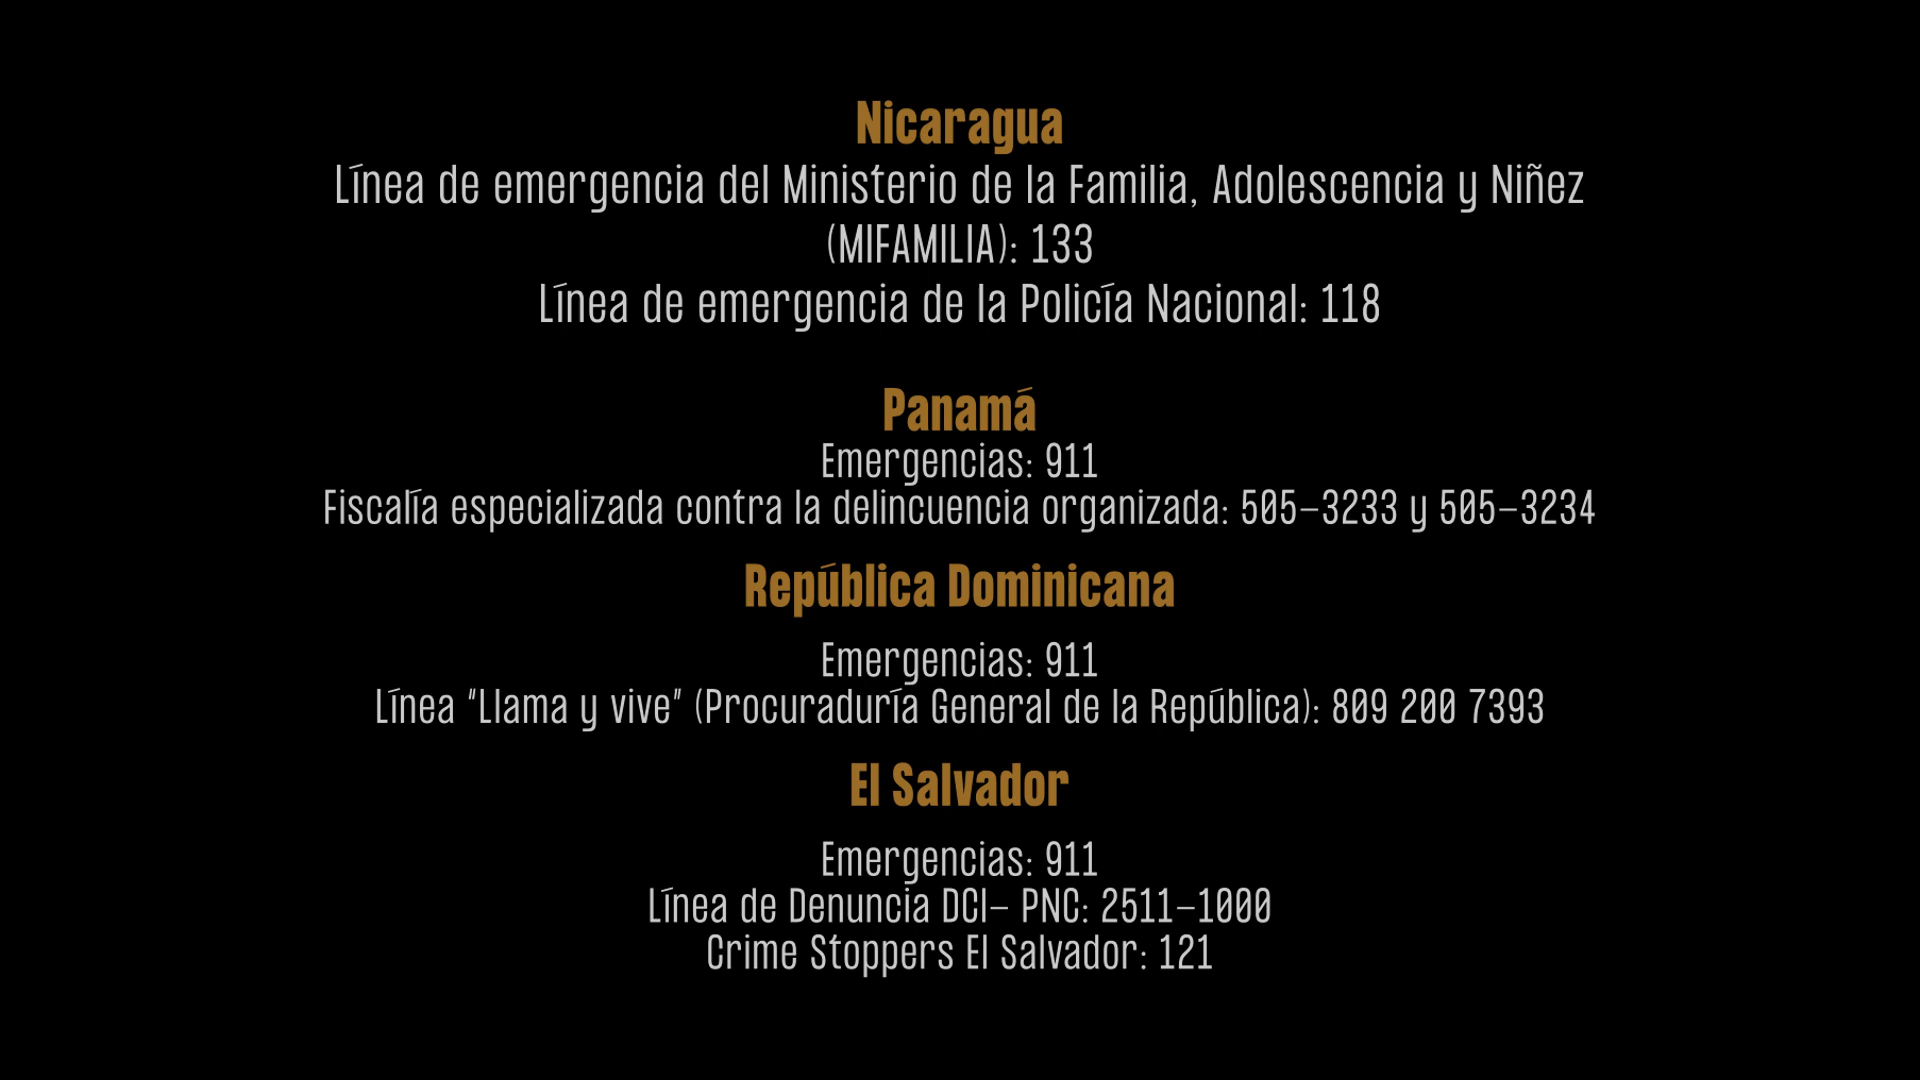 Nicaragua
Línea de emergencia del Ministerio de la Familia, Adolescencia y Niñez
(MIFAMILIA): 133
Línea de emergencia de la Policía Nacional: 118
Panamá
Emergencias: 911
Fiscalía especializada contra la delincuencia organizada: 505-3233 y 505-3234
República Dominicana
Emergencias: 911
Línea "Llama y vive" (Procuraduría General de la República): 809 200 7393
El Salvador
Emergencias: 911
Línea de Denuncia DCI- PNC: 2511-1000
Crime Stoppers El Salvador: 121